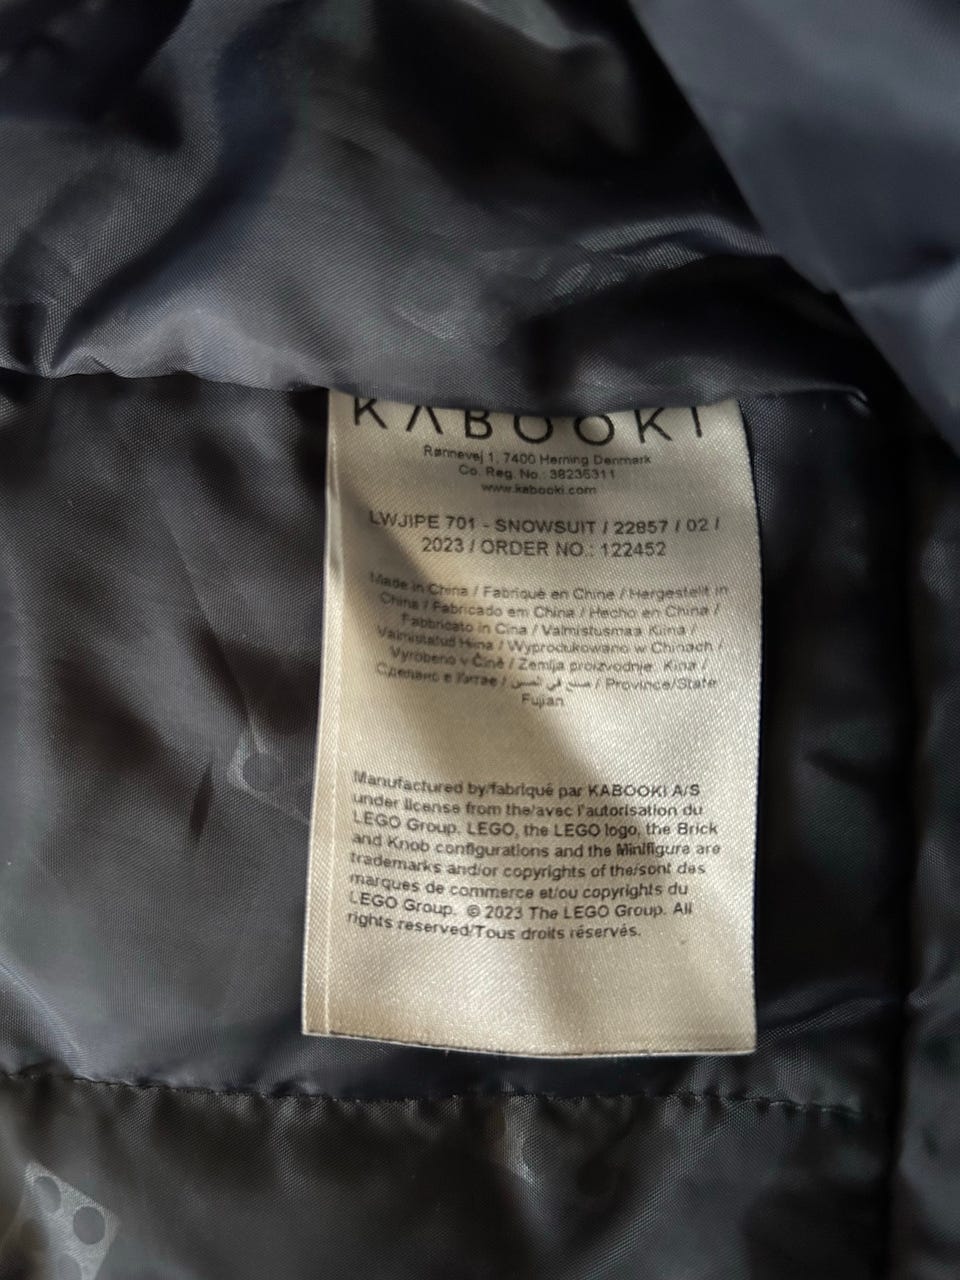 KABOOKI
Rønnevej 1, 7400 Herning Denmark
Co. Reg. No.: 38236311
www.kabooki.com
LWJIPE 701 - SNOWSUIT / 22857 / 02 /
2023 / ORDER NO.: 122452
Made in China / Fabriqué en Chine / Hergestellt in
China / Fabricado em China / Hecho en China /
Fabbricato in Cina / Valmistusmaa Kiina /
Valmistatud Hiina / Wyprodukowano w Chinach /
Vyrobeno v Číně / Zemlja proizvodnje: Kina /
Сделано в Китае / صنع في الصين / Province/State
Fujian
Manufactured by/fabriqué par KABOOKI A/S
under license from the/avec l'autorisation du
LEGO Group. LEGO, the LEGO logo, the Brick
and Knob configurations and the Minifigure are
trademarks and/or copyrights of the/sont des
marques de commerce et/ou copyrights du
LEGO Group. © 2023 The LEGO Group. All
rights reserved/Tous droits réservés.